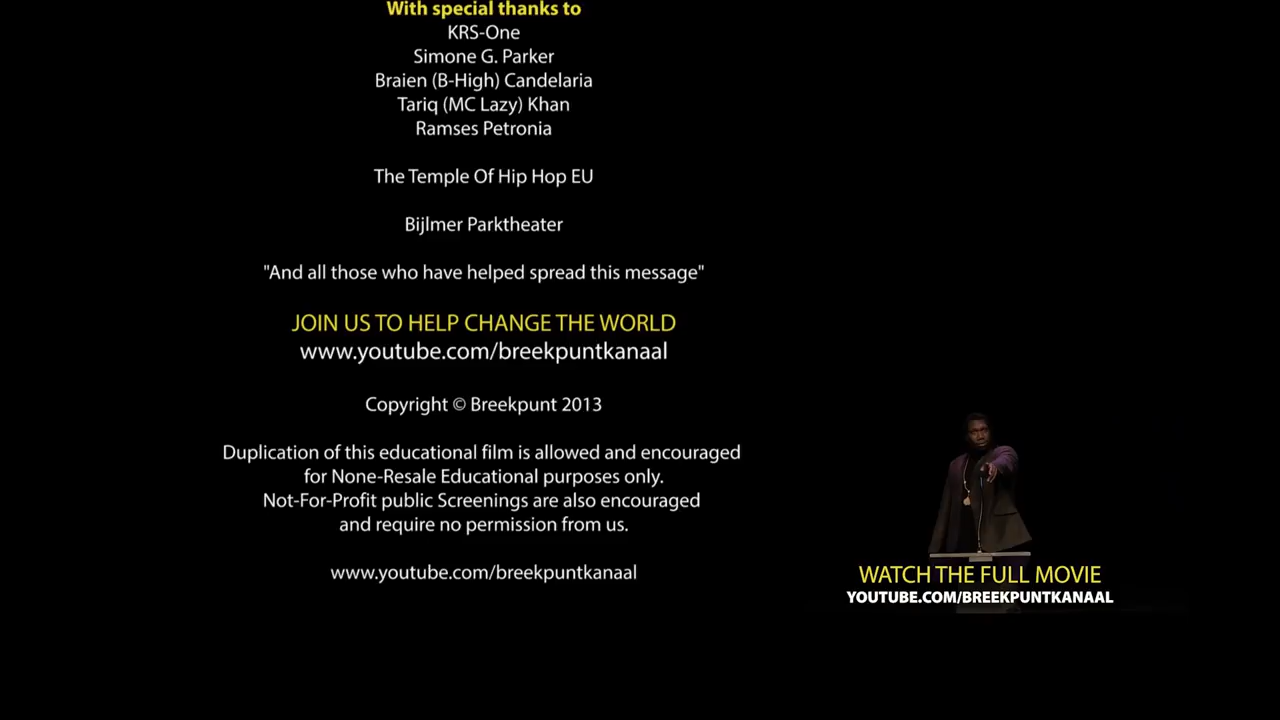 With special thanks to
KRS-One
Simone G. Parker
Braien (B-High) Candelaria
Tariq (MC Lazy) Khan
Ramses Petronia
The Temple Of Hip Hop EU
Bijlmer Parktheater
"And all those who have helped spread this message"
JOIN US TO HELP CHANGE THE WORLD
www.youtube.com/breekpuntkanaal
Copyright © Breekpunt 2013
Duplication of this educational film is allowed and encouraged
for None-Resale Educational purposes only.
Not-For-Profit public Screenings are also encouraged
and require no permission from us.
www.youtube.com/breekpuntkanaal
WATCH THE FULL MOVIE
YOUTUBE.COM/BREEKPUNTKANAAL